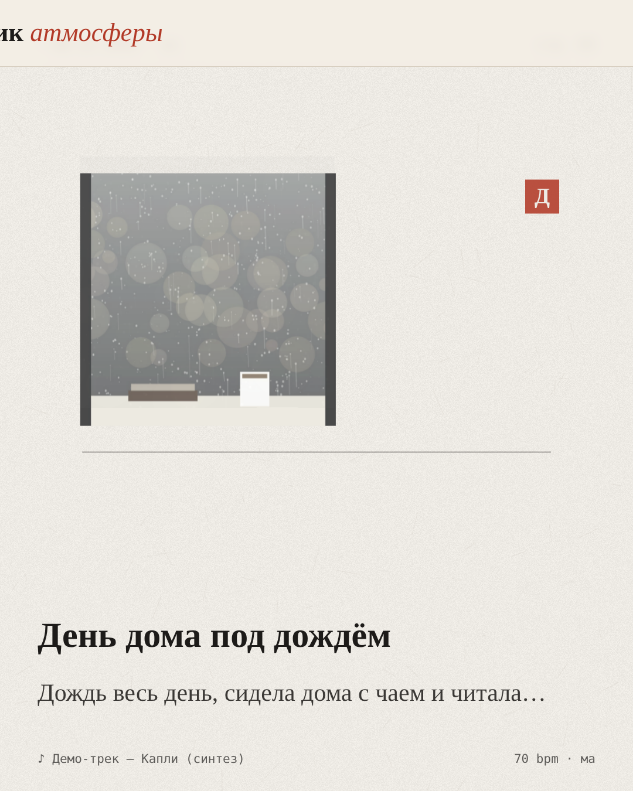 ик атмосферы
Д
День дома под дождём
Дождь весь день, сидела дома с чаем и читала…
♪ Демо-трек — Капли (синтез)
70 bpm · ма